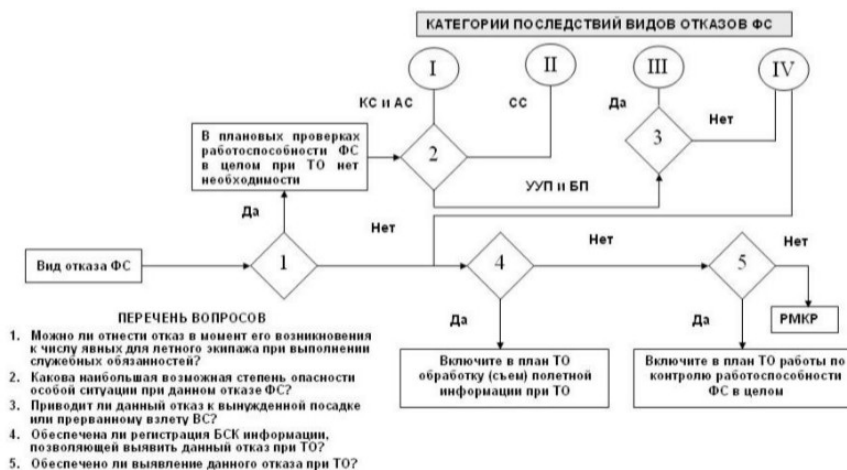 КАТЕГОРИИ ПОСЛЕДСТВИЙ ВИДОВ ОТКАЗОВ ФС
I
II
III
IV
КС и АС
СС
Да
Нет
В плановых проверках
работоспособности ФС
в целом при ТО нет
необходимости
2
3
УУП и БП
Да
Нет
Нет
Нет
Вид отказа ФС
1
4
5
Да
Да
РМКР
Включите в план ТО
обработку (съем) полетной
информации при ТО
Включите в план ТО работы по
контролю работоспособности
ФС в целом
ПЕРЕЧЕНЬ ВОПРОСОВ
1. Можно ли отнести отказ в момент его возникновения
к числу явных для летного экипажа при выполнении
служебных обязанностей?
2. Какова наибольшая возможная степень опасности
особой ситуации при данном отказе ФС?
3. Приводит ли данный отказ к вынужденной посадке
или прерванному взлету ВС?
4. Обеспечена ли регистрация БСК информации,
позволяющей выявить данный отказ при ТО?
5. Обеспечено ли выявление данного отказа при ТО?